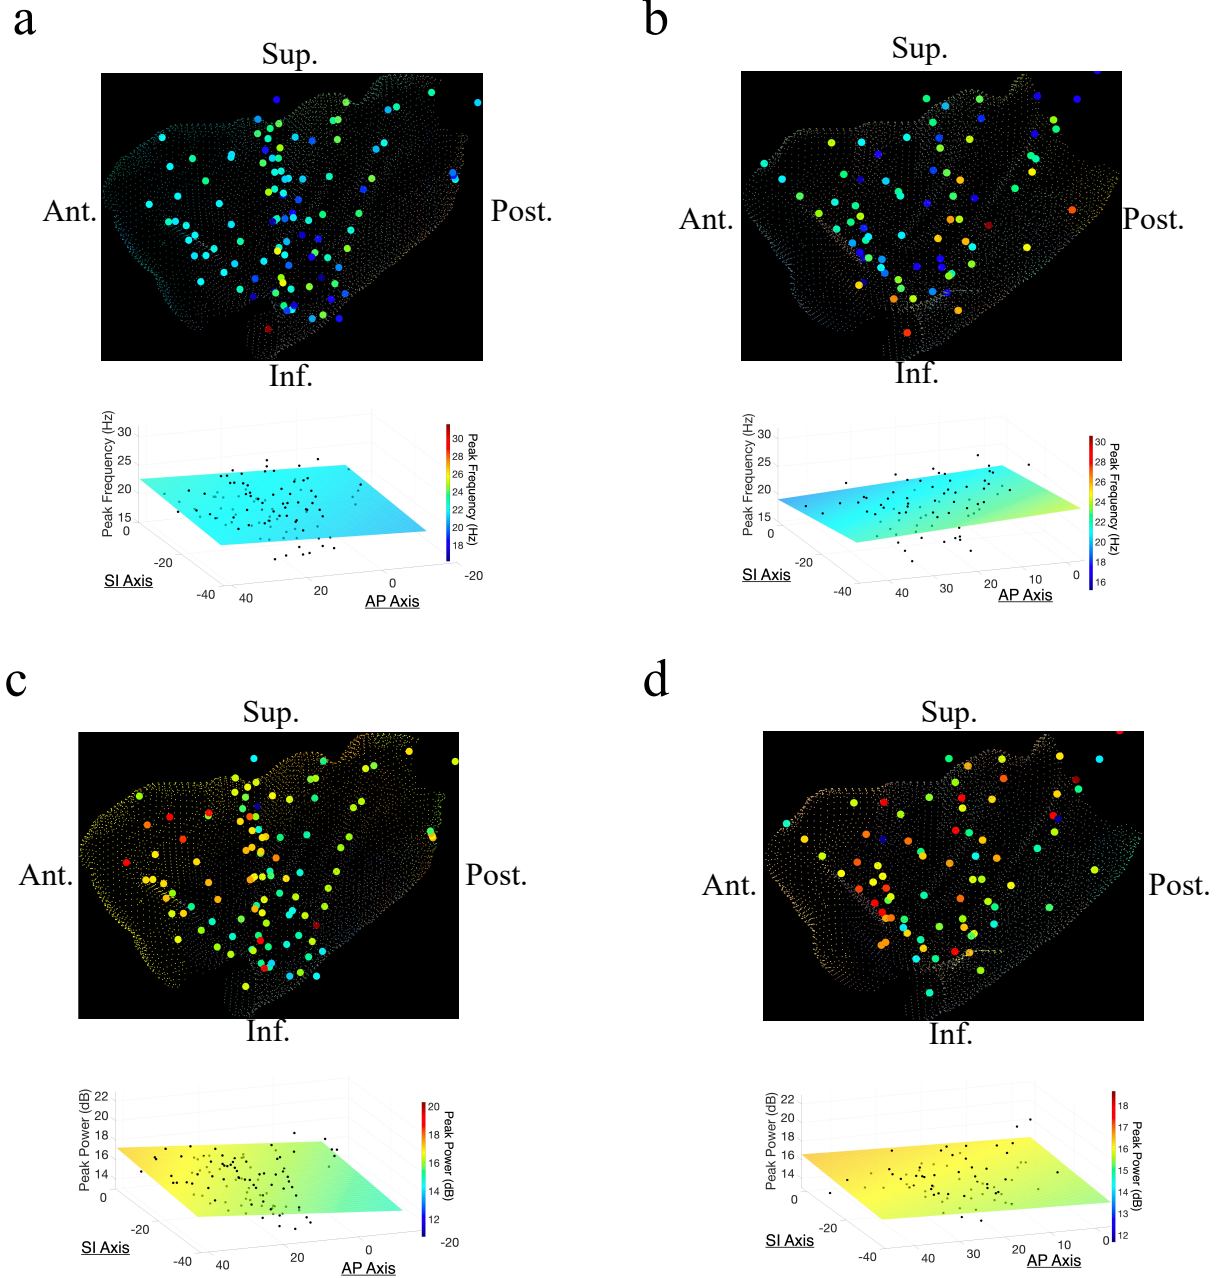 a
Sup.
Ant.
Post.
Inf.
Peak Frequency (Hz)
30
25
20
15
0
-20
-40
SI Axis
40
20
0
-20
AP Axis
30
28
26
24
22
20
18
Peak Frequency (Hz)
b
Sup.
Ant.
Post.
Inf.
Peak Frequency (Hz)
30
25
20
15
0
-20
-40
SI Axis
40
30
20
10
0
AP Axis
30
28
26
24
22
20
18
16
Peak Frequency (Hz)
c
Sup.
Ant.
Post.
Inf.
Peak Power (dB)
22
20
18
16
14
0
-20
-40
SI Axis
40
20
0
-20
AP Axis
20
18
16
14
12
Peak Power (dB)
d
Sup.
Ant.
Post.
Inf.
Peak Power (dB)
22
20
18
16
14
0
-20
-40
SI Axis
40
30
20
10
0
AP Axis
18
17
16
15
14
13
12
Peak Power (dB)